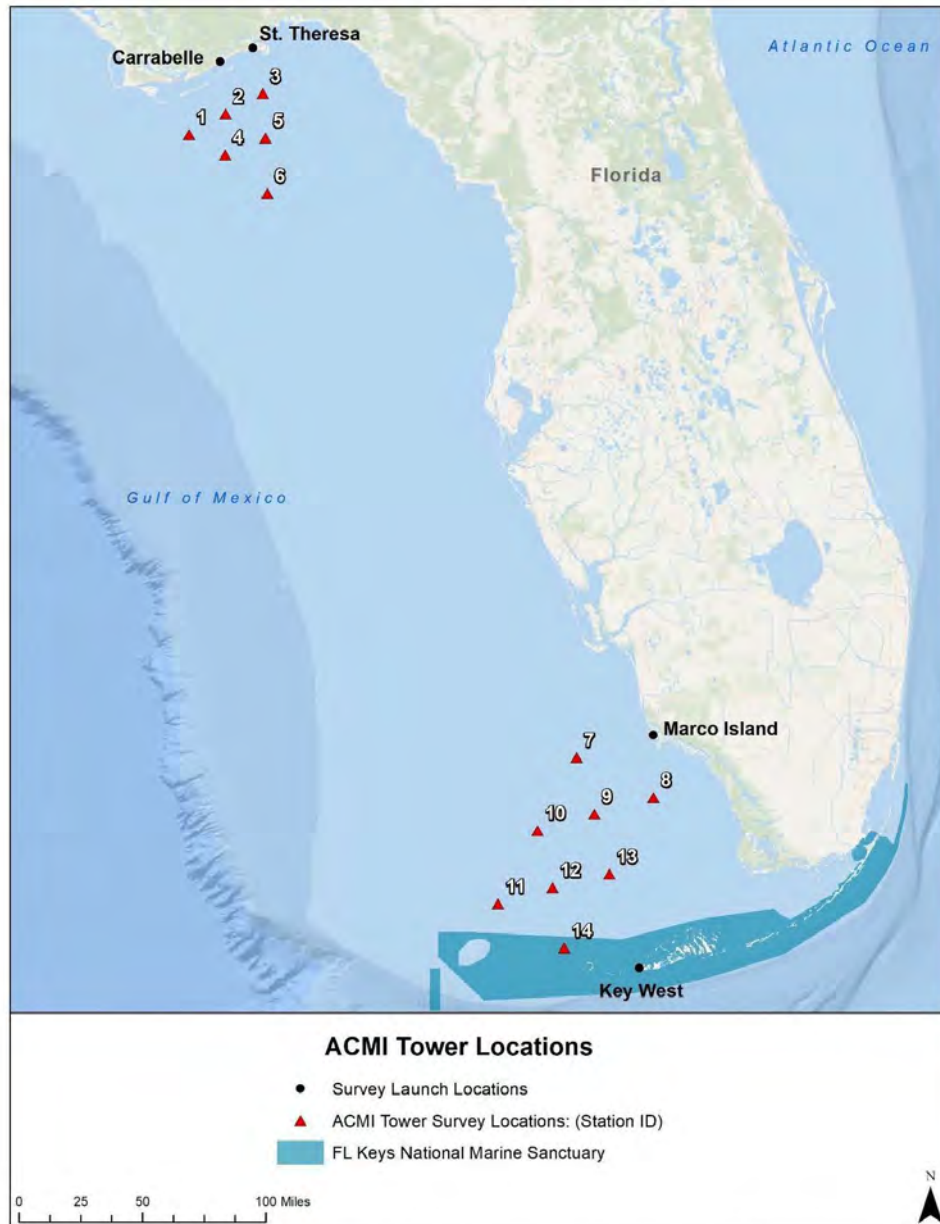 St. Theresa
Atlantic Ocean
Carrabelle
3
2
1
5
4
6
Florida
Gulf of Mexico
Marco Island
7
8
9
10
13
12
11
14
Key West
ACMI Tower Locations
Survey Launch Locations
ACMI Tower Survey Locations: (Station ID)
FL Keys National Marine Sanctuary
N
0 25 50 100 Miles